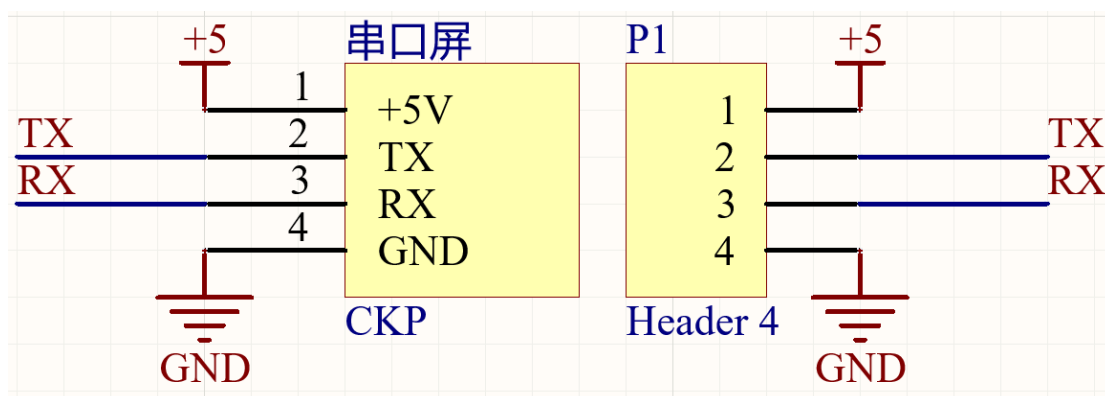 +5
串口屏
P1
+5
1
+5V
1
TX
2
TX
2
TX
RX
3
RX
3
RX
4
GND
4
CKP
Header 4
GND
GND